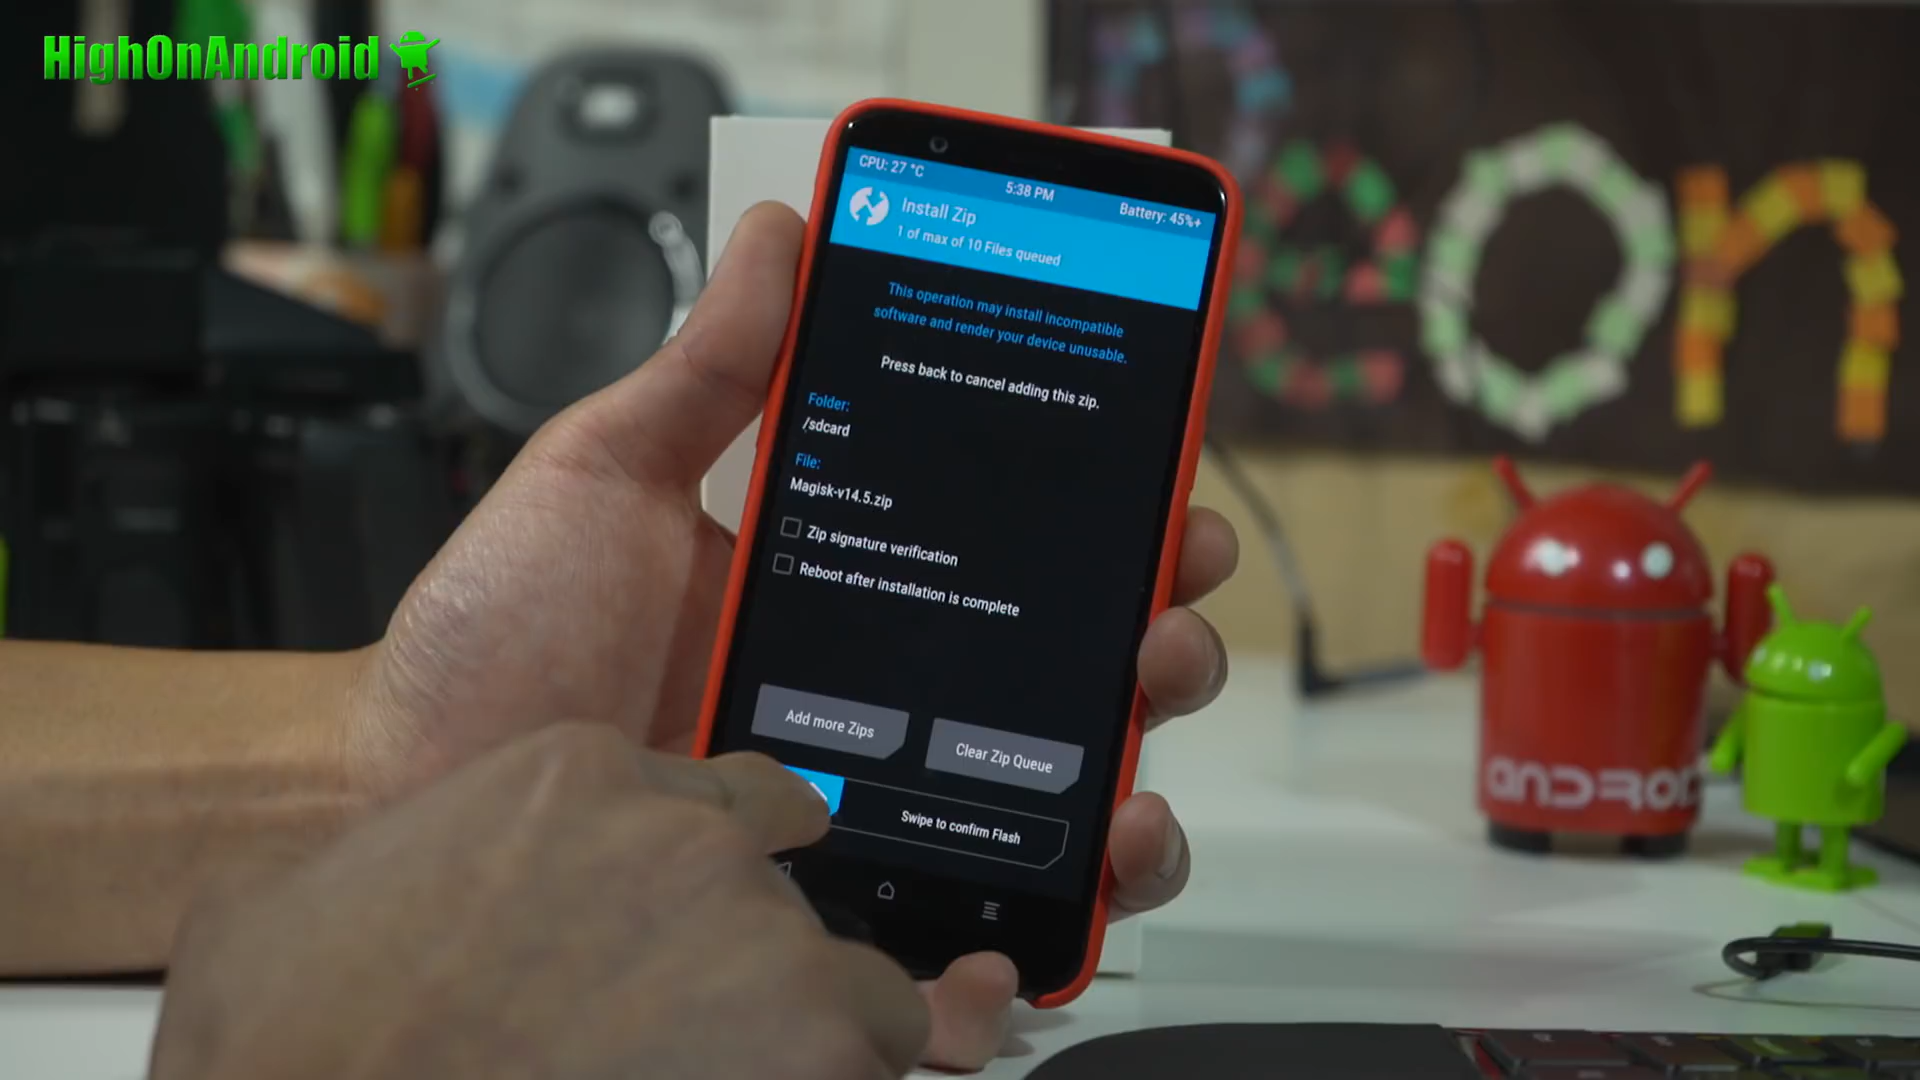 HighOnAndroid
neon
CPU: 27 °C
5:38 PM
Battery: 45%+
Install Zip
1 of max of 10 Files queued
This operation may install incompatible
software and render your device unusable.
Press back to cancel adding this zip.
Folder:
/sdcard
File:
Magisk-v14.5.zip
Zip signature verification
Reboot after installation is complete
Add more Zips
Clear Zip Queue
Swipe to confirm Flash
ANDROID